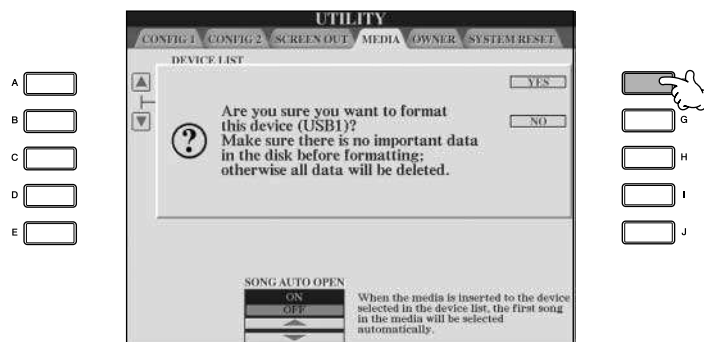 UTILITY
CONFIG 1 CONFIG 2 SCREEN OUT MEDIA OWNER SYSTEM RESET
DEVICE LIST
A
B
C
D
E
YES
NO
Are you sure you want to format
this device (USB1)?
Make sure there is no important data
in the disk before formatting;
otherwise all data will be deleted.
?
G
H
I
J
SONG AUTO OPEN
ON
OFF
When the media is inserted to the device
selected in the device list, the first song
in the media will be selected
automatically.